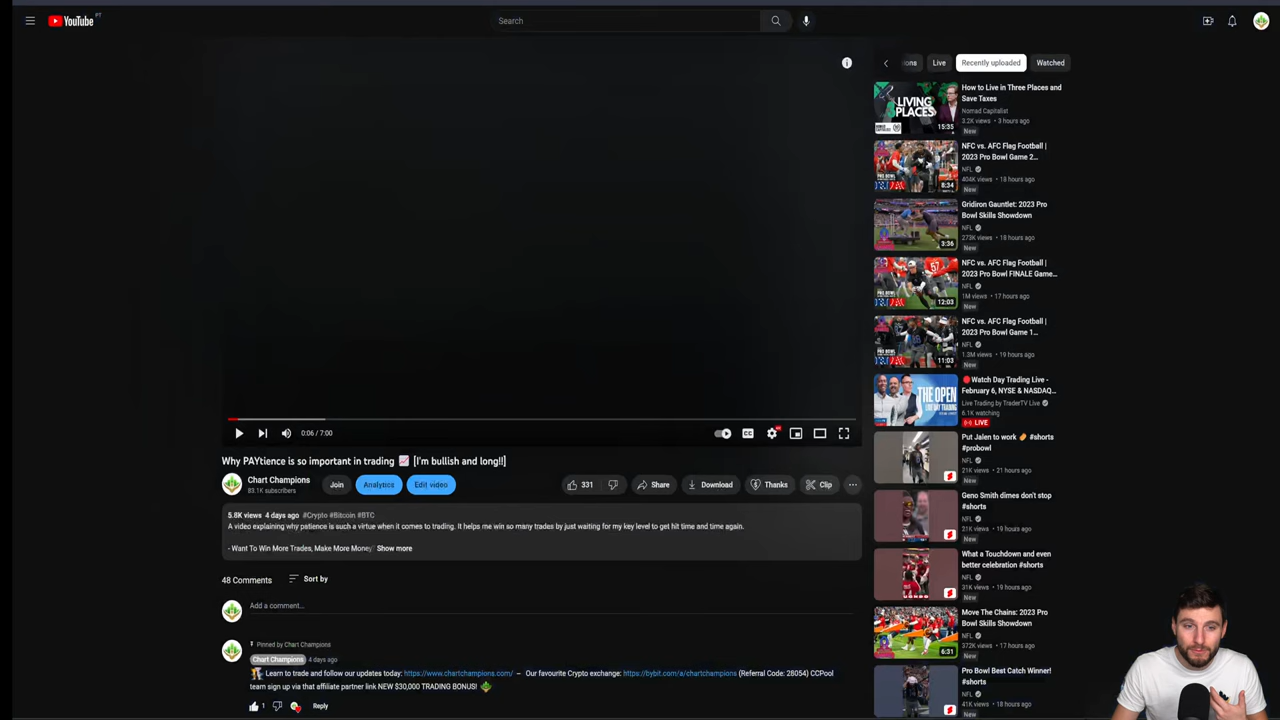 YouTube PT
Search
ions
Live
Recently uploaded
Watched
LIVING
PLACES
15:35
How to Live in Three Places and
Save Taxes
Nomad Capitalist
3.2K views • 3 hours ago
New
8:34
NFC vs. AFC Flag Football |
2023 Pro Bowl Game 2...
NFL
404K views • 18 hours ago
New
3:36
Gridiron Gauntlet: 2023 Pro
Bowl Skills Showdown
NFL
273K views • 18 hours ago
New
12:03
NFC vs. AFC Flag Football |
2023 Pro Bowl FINALE Game...
NFL
1M views • 17 hours ago
New
11:03
NFC vs. AFC Flag Football |
2023 Pro Bowl Game 1...
NFL
1.3M views • 19 hours ago
New
THE OPEN
Watch Day Trading Live -
February 6, NYSE & NASDAQ...
Live Trading by TraderTV Live
6.1K watching
LIVE
Put Jalen to work #shorts
#probowl
NFL
21K views • 21 hours ago
New
Geno Smith dimes don't stop
#shorts
NFL
31K views • 19 hours ago
New
What a Touchdown and even
better celebration #shorts
NFL
31K views • 19 hours ago
New
6:31
Move The Chains: 2023 Pro
Bowl Skills Showdown
NFL
372K views • 17 hours ago
New
Pro Bowl Best Catch Winner!
#shorts
NFL
41K views • 18 hours ago
New
0:06 / 7:00
Why PAYtience is so important in trading 📈 [I'm bullish and long!!]
Chart Champions
83.1K subscribers
Join
Analytics
Edit video
331
Share
Download
Thanks
Clip
5.8K views 4 days ago #Crypto #Bitcoin #BTC
A video explaining why patience is such a virtue when it comes to trading. It helps me win so many trades by just waiting for my key level to get hit time and time again.
- Want To Win More Trades, Make More Money Show more
48 Comments
Sort by
Add a comment...
Pinned by Chart Champions
Chart Champions 4 days ago
Learn to trade and follow our updates today: https://www.chartchampions.com/ – Our favourite Crypto exchange: https://bybit.com/a/chartchampions (Referral Code: 28054) CCPool
team sign up via that affiliate partner link NEW $30,000 TRADING BONUS!
1
Reply